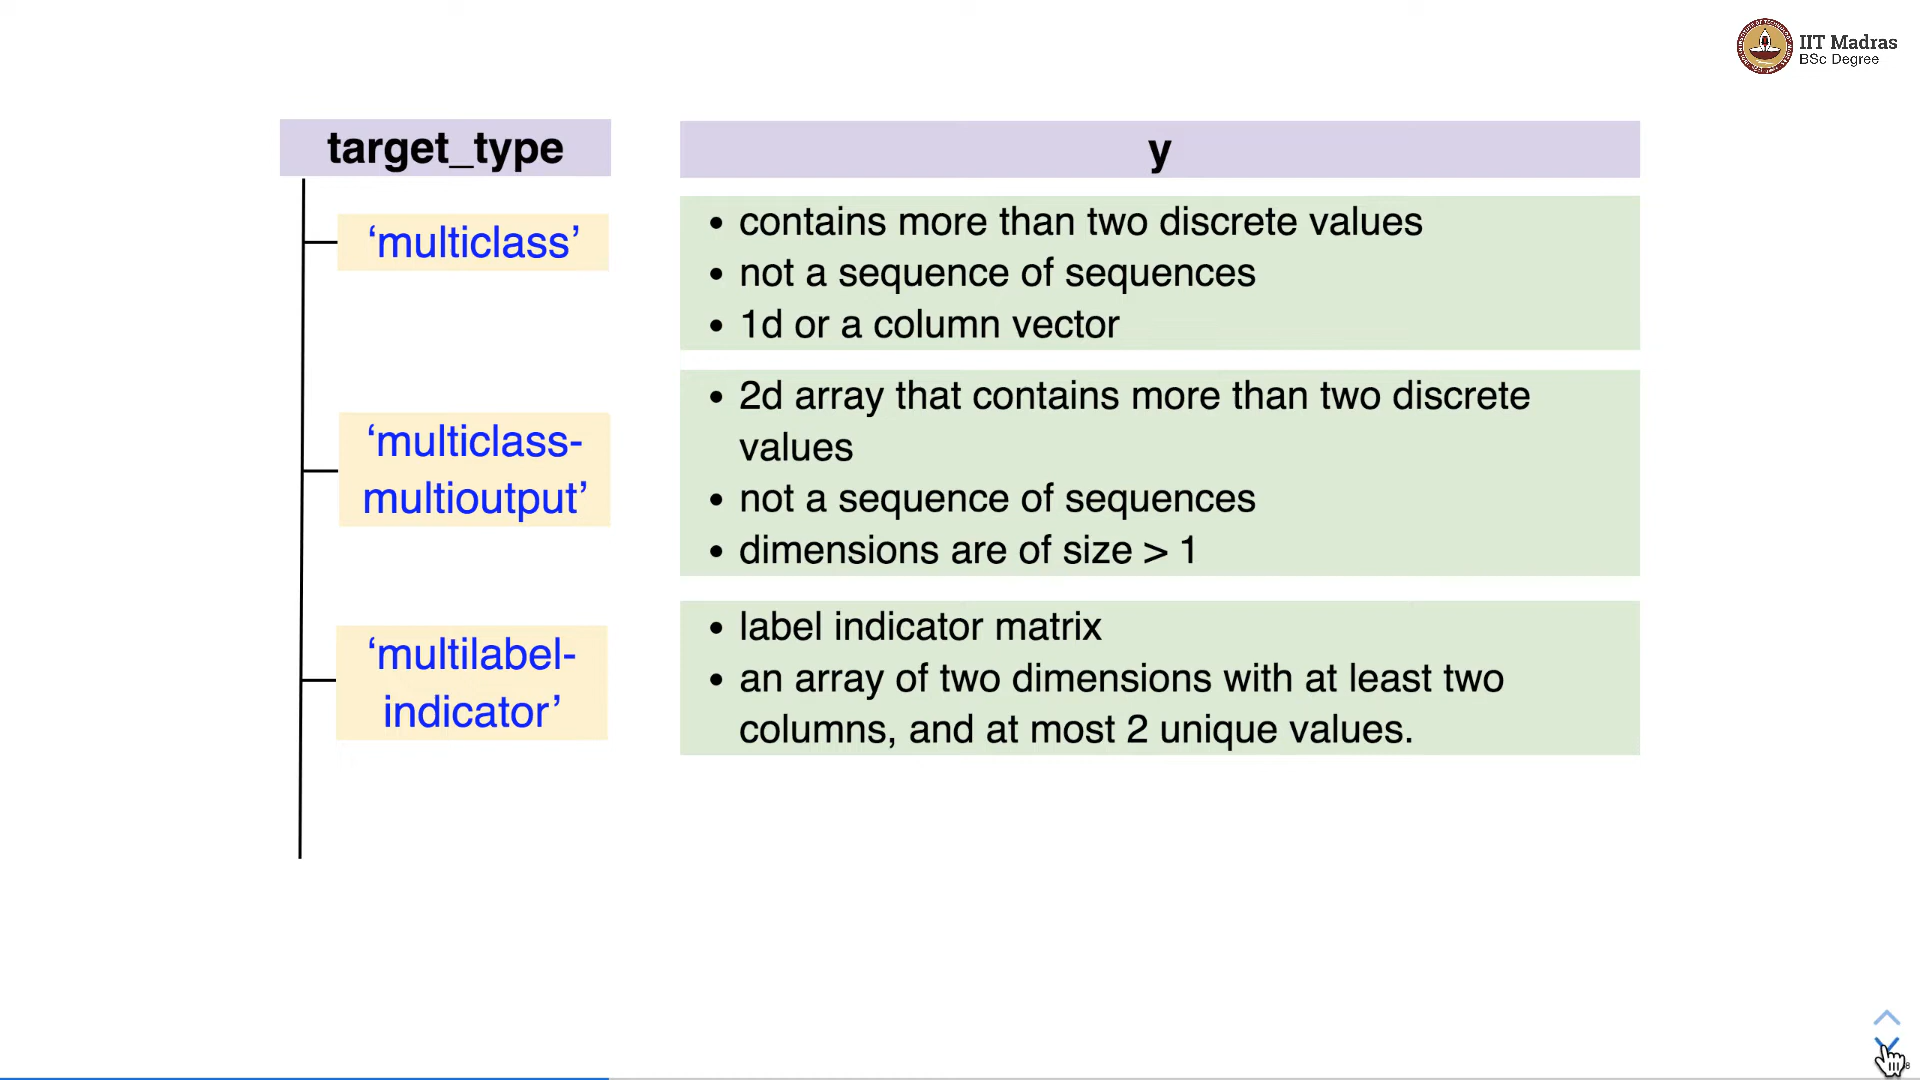 IIT Madras
BSc Degree
target_type
y
‘multiclass’
• contains more than two discrete values
• not a sequence of sequences
• 1d or a column vector
‘multiclass-
multioutput’
• 2d array that contains more than two discrete
values
• not a sequence of sequences
• dimensions are of size > 1
‘multilabel-
indicator’
• label indicator matrix
• an array of two dimensions with at least two
columns, and at most 2 unique values.